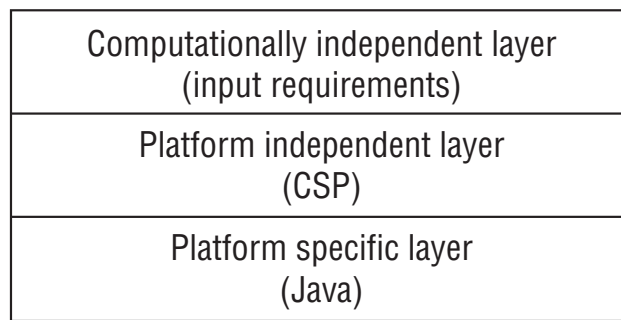 Computationally independent layer
(input requirements)
Platform independent layer
(CSP)
Platform specific layer
(Java)